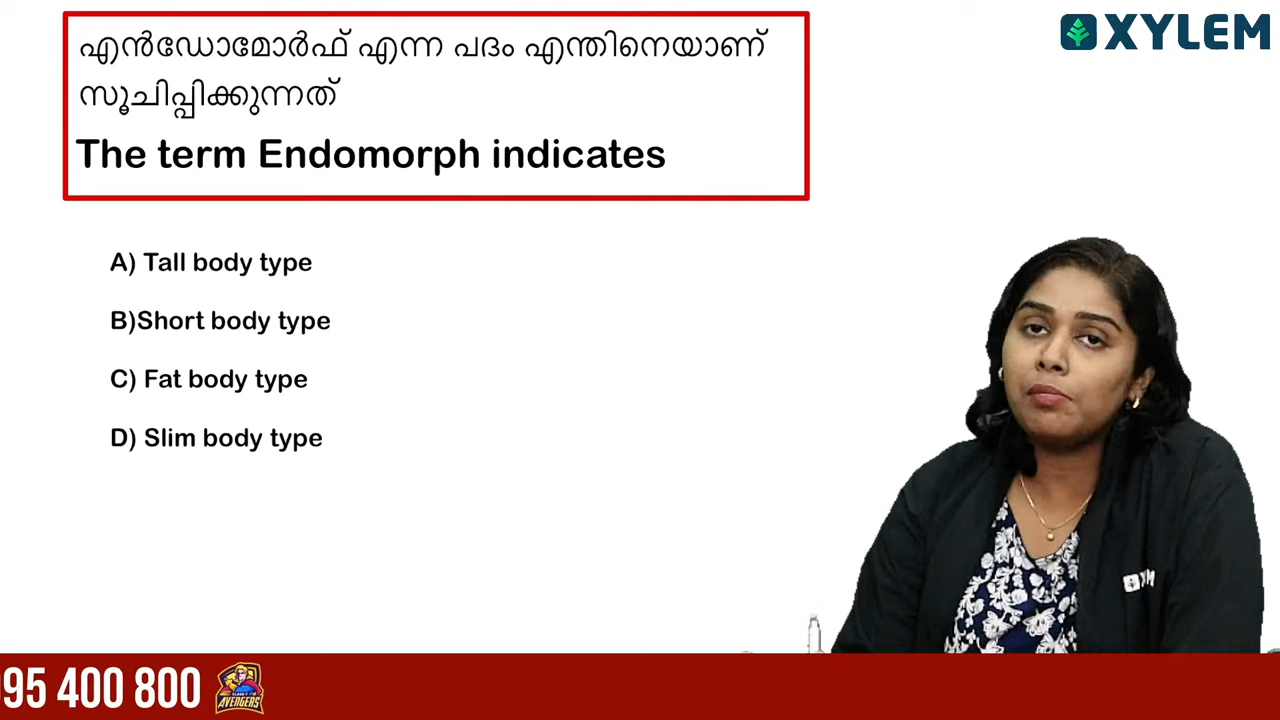 XYLEM
എൻഡോമോർഫ് എന്ന പദം എന്തിനെയാണ്
സൂചിപ്പിക്കുന്നത്
The term Endomorph indicates
A) Tall body type
B)Short body type
C) Fat body type
D) Slim body type
XYLEM
95 400 800
AVENGERS